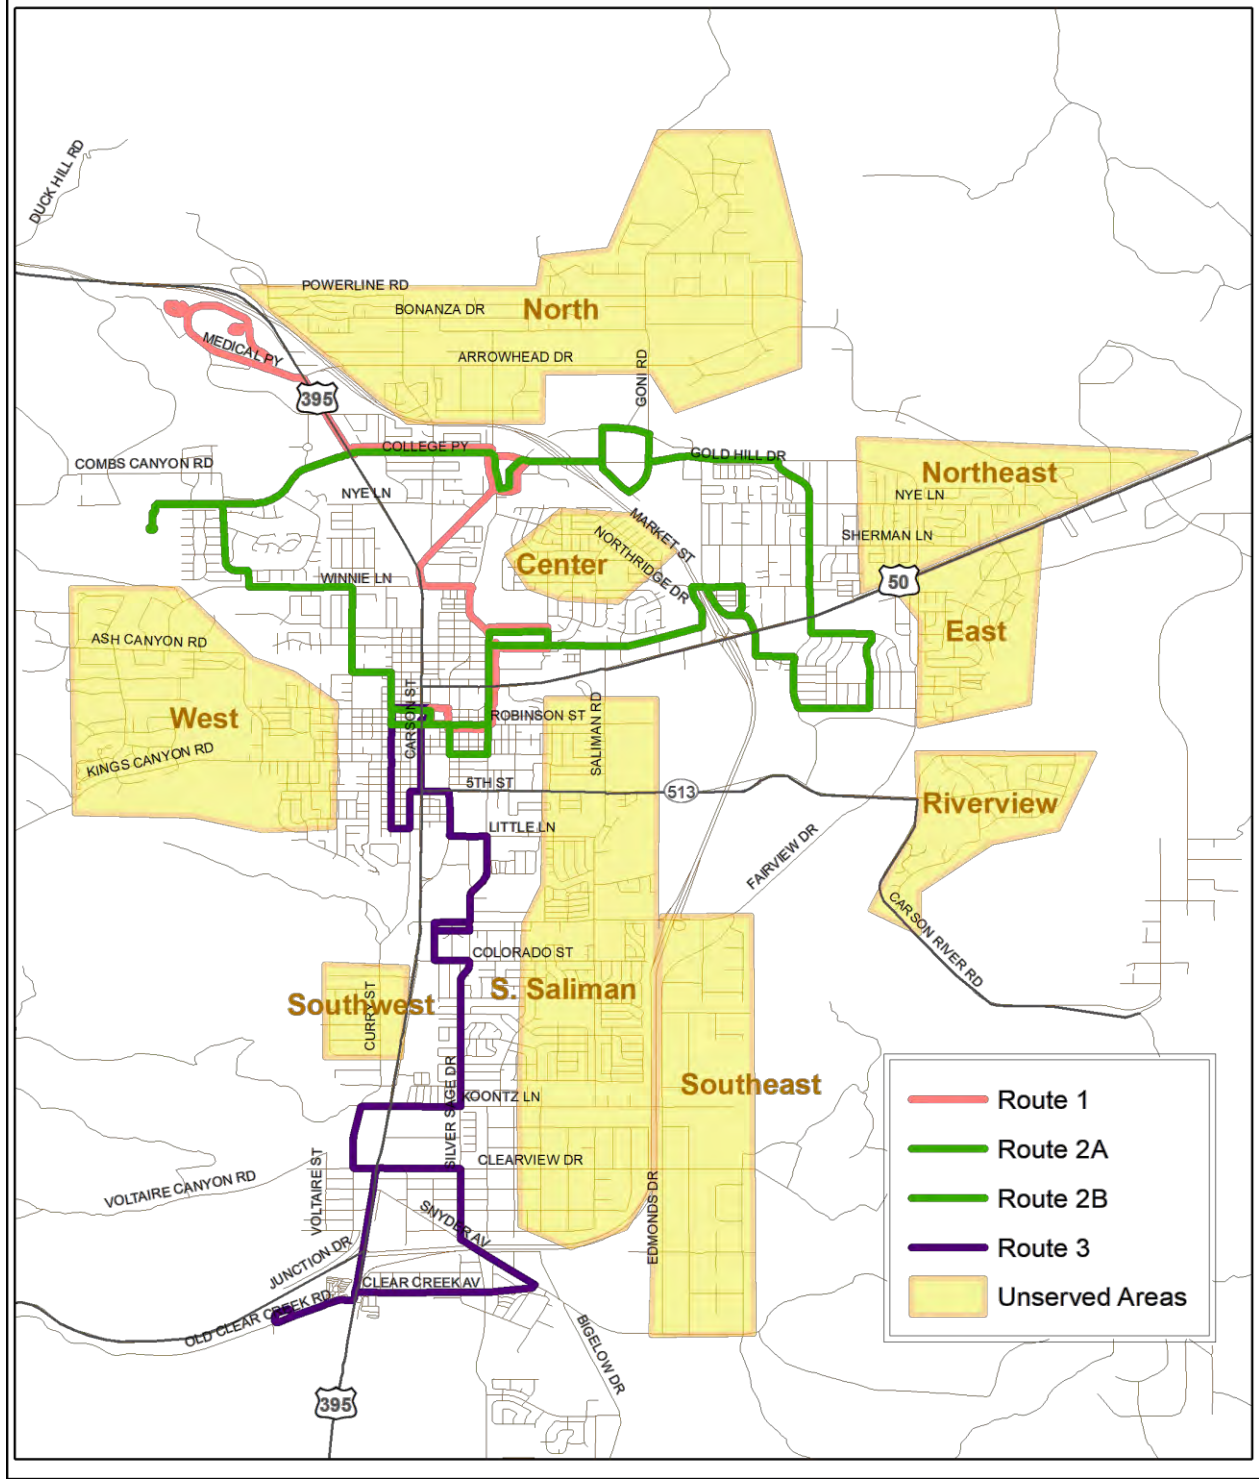 DUCK HILL RD
POWERLINE RD
BONANZA DR
North
MEDICAL PY
ARROWHEAD DR
GONI RD
395
COLLEGE PY
GOLD HILL DR
COMBS CANYON RD
Northeast
NYE LN
NYE LN
MARKET ST
SHERMAN LN
NORTHRIDGE DR
Center
WINNIE LN
50
ASH CANYON RD
East
West
CARSON ST
ROBINSON ST
SALIMAN RD
KINGS CANYON RD
5TH ST
513
Riverview
LITTLE LN
FAIRVIEW DR
CARSON RIVER RD
COLORADO ST
S. Saliman
Southwest
CURRY ST
Southeast
SILVER SAGE DR
KOONTZ LN
CLEARVIEW DR
VOLTAIRE CANYON RD
VOLTAIRE ST
SNYDER AV
EDMONDS DR
JUNCTION DR
CLEAR CREEK AV
OLD CLEAR CREEK RD
BIGELOW DR
395
Route 1
Route 2A
Route 2B
Route 3
Unserved Areas